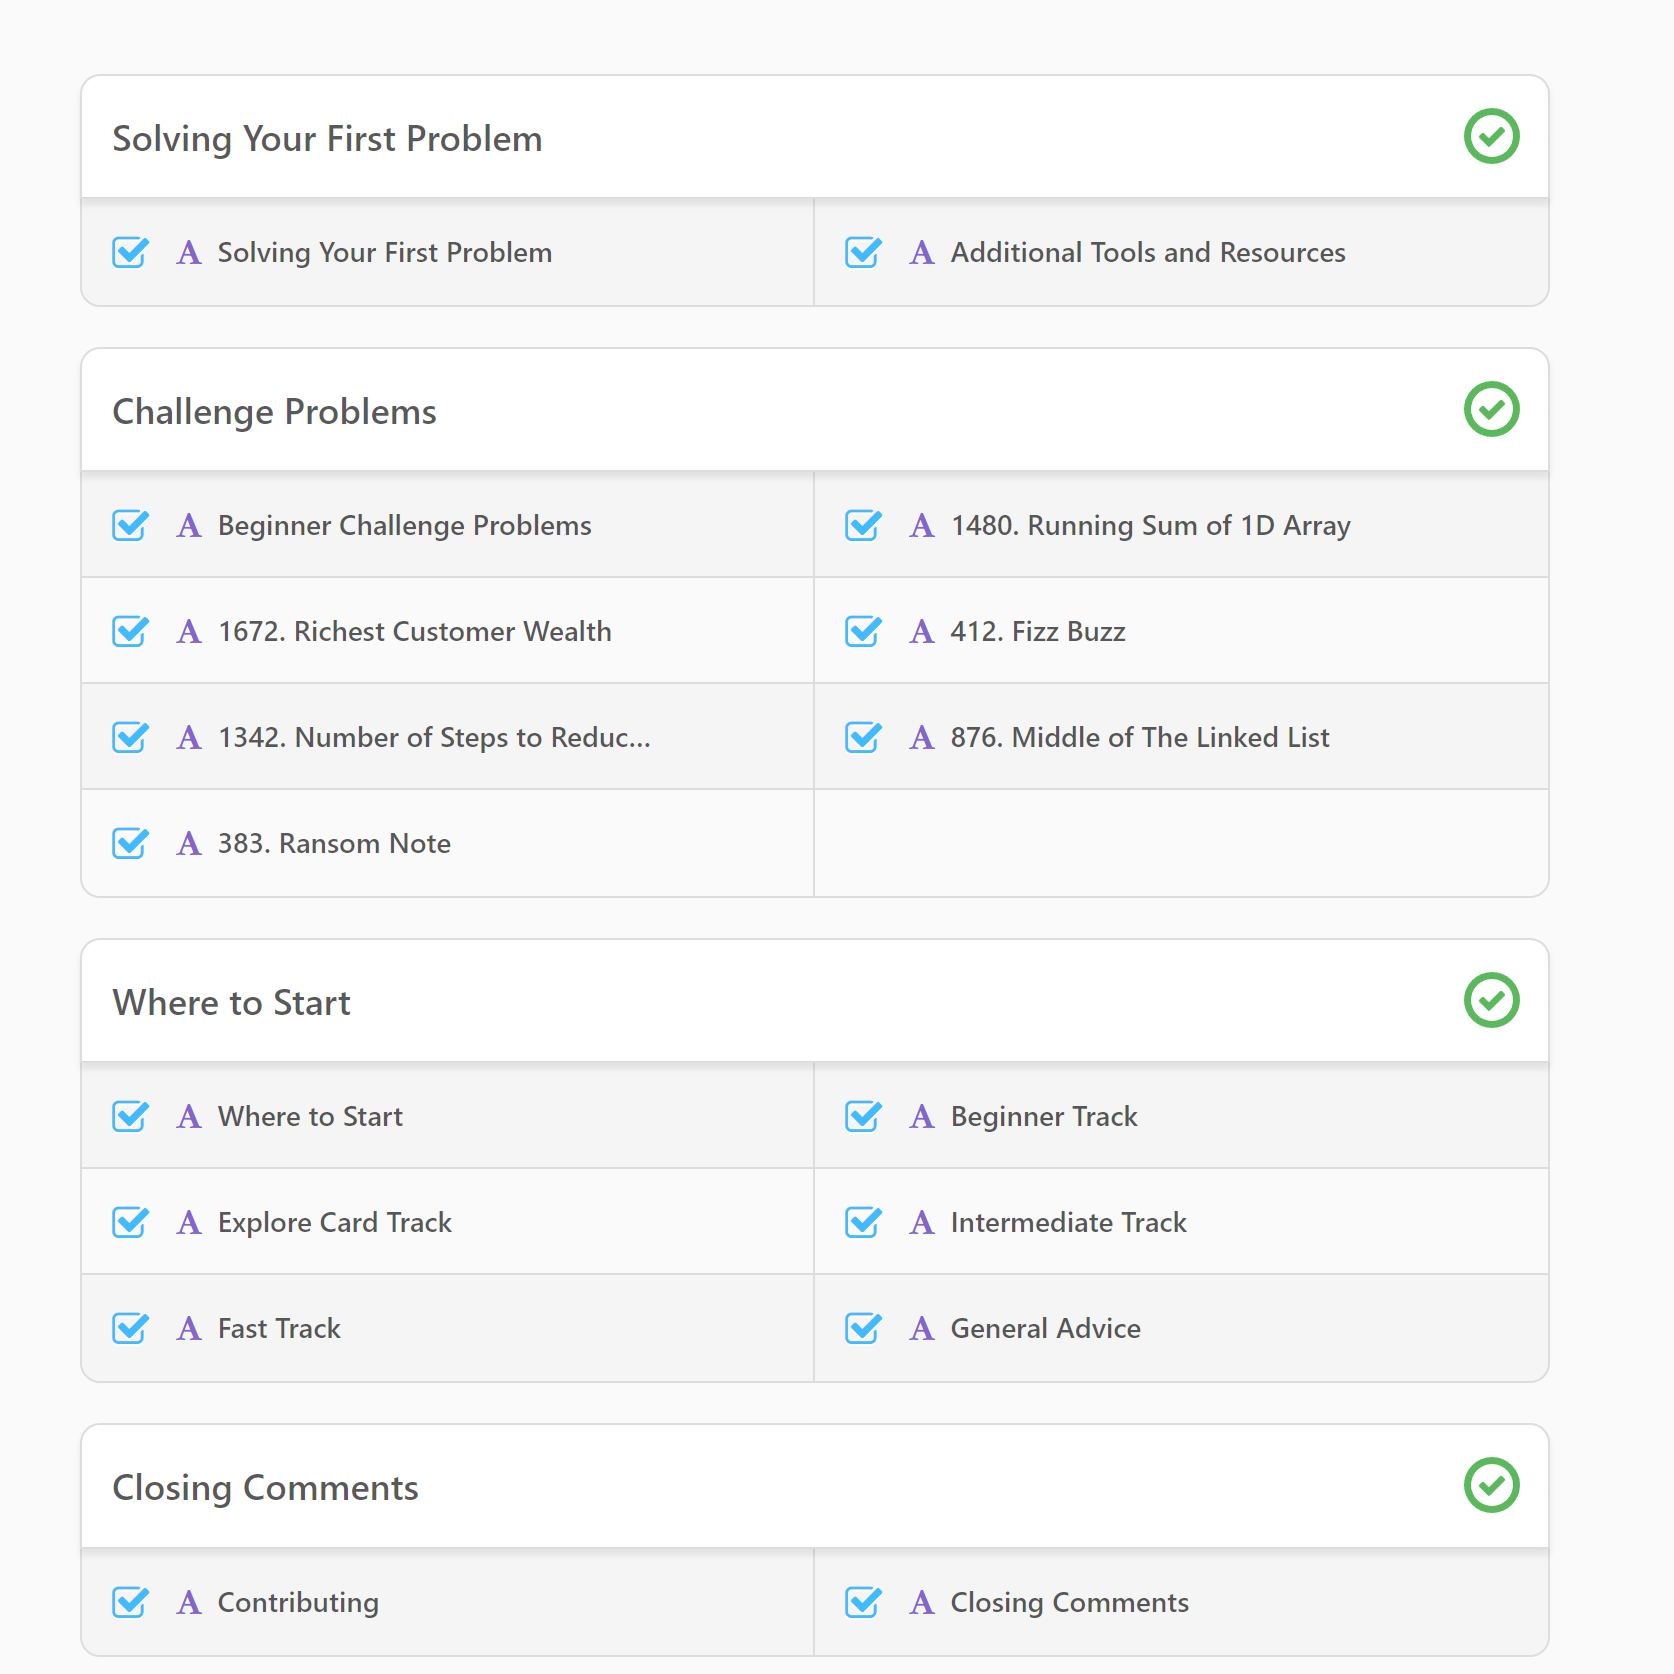 Solving Your First Problem
A Solving Your First Problem
A Additional Tools and Resources
Challenge Problems
A Beginner Challenge Problems
A 1480. Running Sum of 1D Array
A 1672. Richest Customer Wealth
A 412. Fizz Buzz
A 1342. Number of Steps to Reduc...
A 876. Middle of The Linked List
A 383. Ransom Note
Where to Start
A Where to Start
A Beginner Track
A Explore Card Track
A Intermediate Track
A Fast Track
A General Advice
Closing Comments
A Contributing
A Closing Comments